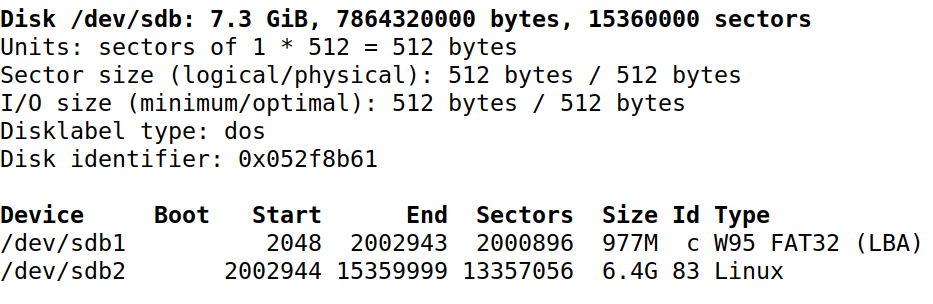 Disk /dev/sdb: 7.3 GiB, 7864320000 bytes, 15360000 sectors
Units: sectors of 1 * 512 = 512 bytes
Sector size (logical/physical): 512 bytes / 512 bytes
I/O size (minimum/optimal): 512 bytes / 512 bytes
Disklabel type: dos
Disk identifier: 0x052f8b61

Device     Boot   Start      End  Sectors  Size Id Type
/dev/sdb1          2048  2002943  2000896  977M  c W95 FAT32 (LBA)
/dev/sdb2       2002944 15359999 13357056  6.4G 83 Linux